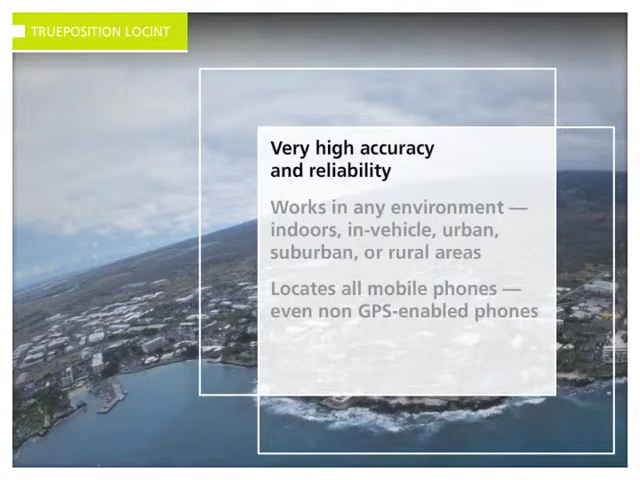 TRUEPOSITION LOCINT
Very high accuracy
and reliability
Works in any environment —
indoors, in-vehicle, urban,
suburban, or rural areas
Locates all mobile phones —
even non GPS-enabled phones